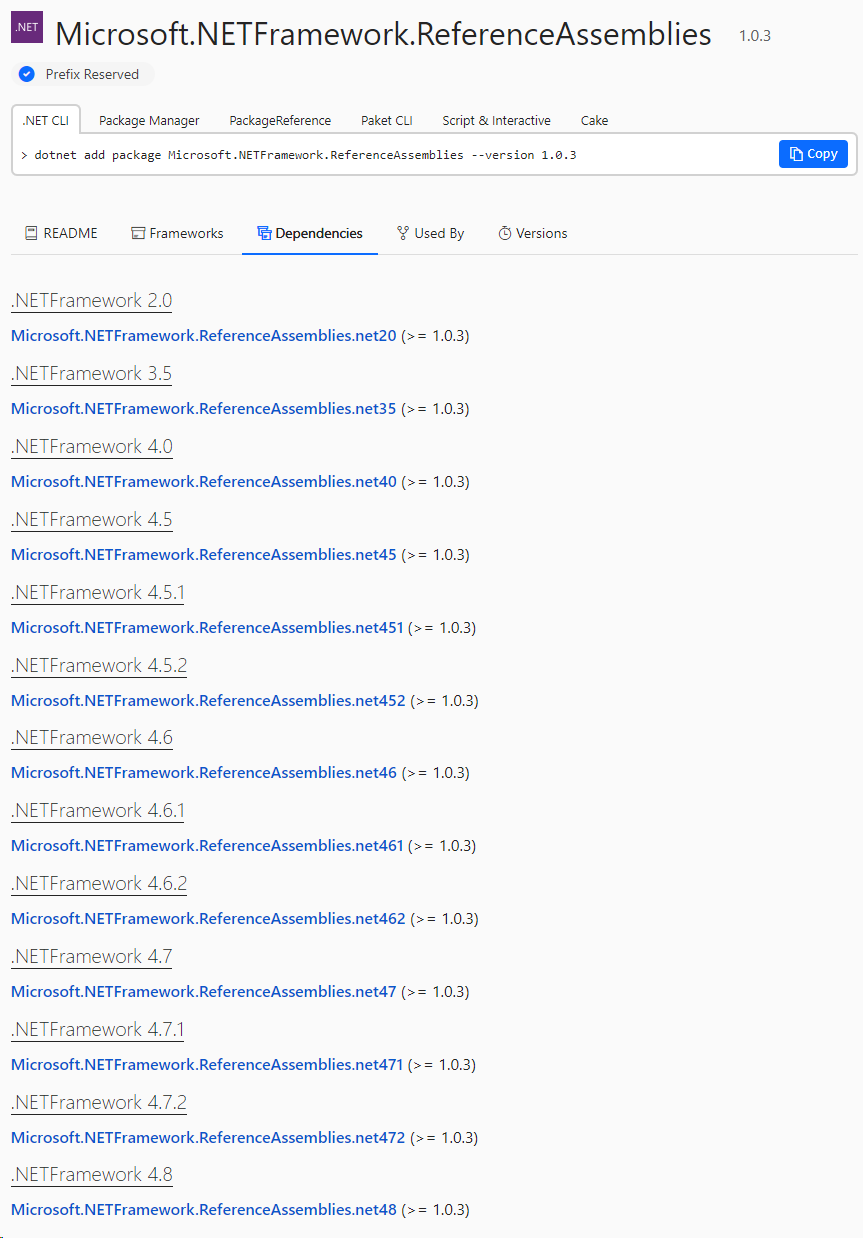 .NET
Microsoft.NETFramework.ReferenceAssemblies 1.0.3
Prefix Reserved
.NET CLI Package Manager PackageReference Paket CLI Script & Interactive Cake
> dotnet add package Microsoft.NETFramework.ReferenceAssemblies --version 1.0.3 Copy
README Frameworks Dependencies Used By Versions
.NETFramework 2.0
Microsoft.NETFramework.ReferenceAssemblies.net20 (>= 1.0.3)
.NETFramework 3.5
Microsoft.NETFramework.ReferenceAssemblies.net35 (>= 1.0.3)
.NETFramework 4.0
Microsoft.NETFramework.ReferenceAssemblies.net40 (>= 1.0.3)
.NETFramework 4.5
Microsoft.NETFramework.ReferenceAssemblies.net45 (>= 1.0.3)
.NETFramework 4.5.1
Microsoft.NETFramework.ReferenceAssemblies.net451 (>= 1.0.3)
.NETFramework 4.5.2
Microsoft.NETFramework.ReferenceAssemblies.net452 (>= 1.0.3)
.NETFramework 4.6
Microsoft.NETFramework.ReferenceAssemblies.net46 (>= 1.0.3)
.NETFramework 4.6.1
Microsoft.NETFramework.ReferenceAssemblies.net461 (>= 1.0.3)
.NETFramework 4.6.2
Microsoft.NETFramework.ReferenceAssemblies.net462 (>= 1.0.3)
.NETFramework 4.7
Microsoft.NETFramework.ReferenceAssemblies.net47 (>= 1.0.3)
.NETFramework 4.7.1
Microsoft.NETFramework.ReferenceAssemblies.net471 (>= 1.0.3)
.NETFramework 4.7.2
Microsoft.NETFramework.ReferenceAssemblies.net472 (>= 1.0.3)
.NETFramework 4.8
Microsoft.NETFramework.ReferenceAssemblies.net48 (>= 1.0.3)